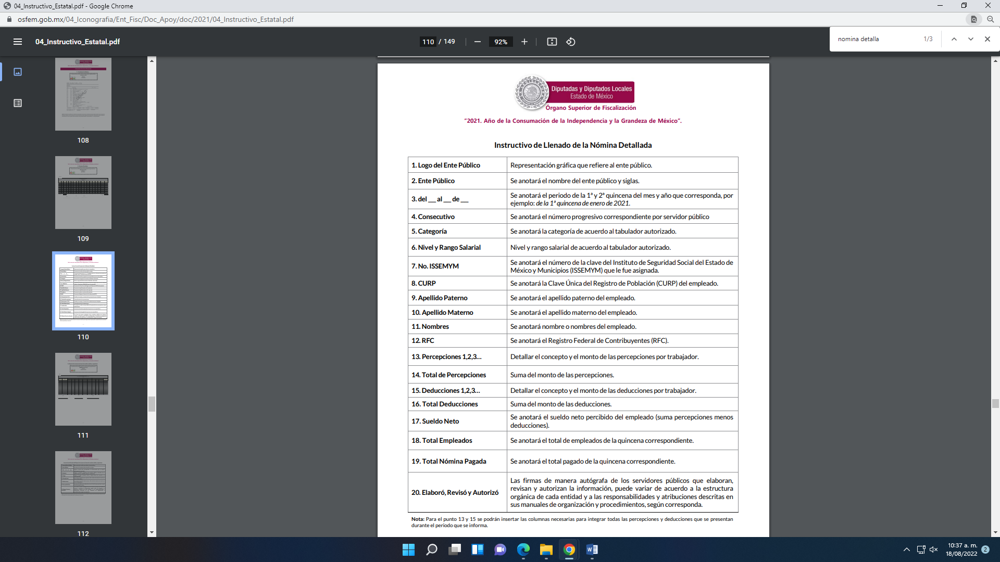 04_Instructivo_Estatal.pdf - Google Chrome
osfem.gob.mx/04_Iconografia/Ent_Fisc/Doc_Apoy/doc/2021/04_Instructivo_Estatal.pdf
04_Instructivo_Estatal.pdf
110 / 149
92%
nomina detalla 1/3
108
109
110
111
112
Diputadas y Diputados Locales
Estado de México
Órgano Superior de Fiscalización
"2021. Año de la Consumación de la Independencia y la Grandeza de México".
Instructivo de Llenado de la Nómina Detallada
1. Logo del Ente Público Representación gráfica que refiere al ente público.
2. Ente Público Se anotará el nombre del ente público y siglas.
3. del ___ al ___ de ___ Se anotará el periodo de la 1ª y 2ª quincena del mes y año que corresponda, por
ejemplo: de la 1ª quincena de enero de 2021.
4. Consecutivo Se anotará el número progresivo correspondiente por servidor público
5. Categoría Se anotará la categoría de acuerdo al tabulador autorizado.
6. Nivel y Rango Salarial Nivel y rango salarial de acuerdo al tabulador autorizado.
7. No. ISSEMYM Se anotará el número de la clave del Instituto de Seguridad Social del Estado de
México y Municipios (ISSEMYM) que le fue asignada.
8. CURP Se anotará la Clave Única del Registro de Población (CURP) del empleado.
9. Apellido Paterno Se anotará el apellido paterno del empleado.
10. Apellido Materno Se anotará el apellido materno del empleado.
11. Nombres Se anotará nombre o nombres del empleado.
12. RFC Se anotará el Registro Federal de Contribuyentes (RFC).
13. Percepciones 1,2,3... Detallar el concepto y el monto de las percepciones por trabajador.
14. Total de Percepciones Suma del monto de las percepciones.
15. Deducciones 1,2,3... Detallar el concepto y el monto de las deducciones por trabajador.
16. Total Deducciones Suma del monto de las deducciones.
17. Sueldo Neto Se anotará el sueldo neto percibido del empleado (suma percepciones menos
deducciones).
18. Total Empleados Se anotará el total de empleados de la quincena correspondiente.
19. Total Nómina Pagada Se anotará el total pagado de la quincena correspondiente.
20. Elaboró, Revisó y Autorizó Las firmas de manera autógrafa de los servidores públicos que elaboran,
revisan y autorizan la información, puede variar de acuerdo a la estructura
orgánica de cada entidad y a las responsabilidades y atribuciones descritas en
sus manuales de organización y procedimientos, según corresponda.
Nota: Para el punto 13 y 15 se podrán insertar las columnas necesarias para integrar todas las percepciones y deducciones que se presentan
durante el periodo que se informa.
10:37 a. m.
18/08/2022
2